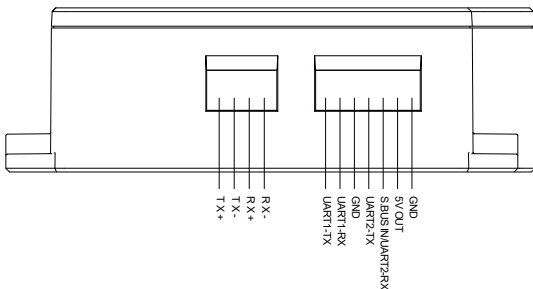 TX+
TX-
RX+
RX-
UART1-TX
UART1-RX
GND
UART2-TX
S.BUS IN/UART2-RX
5V OUT
GND